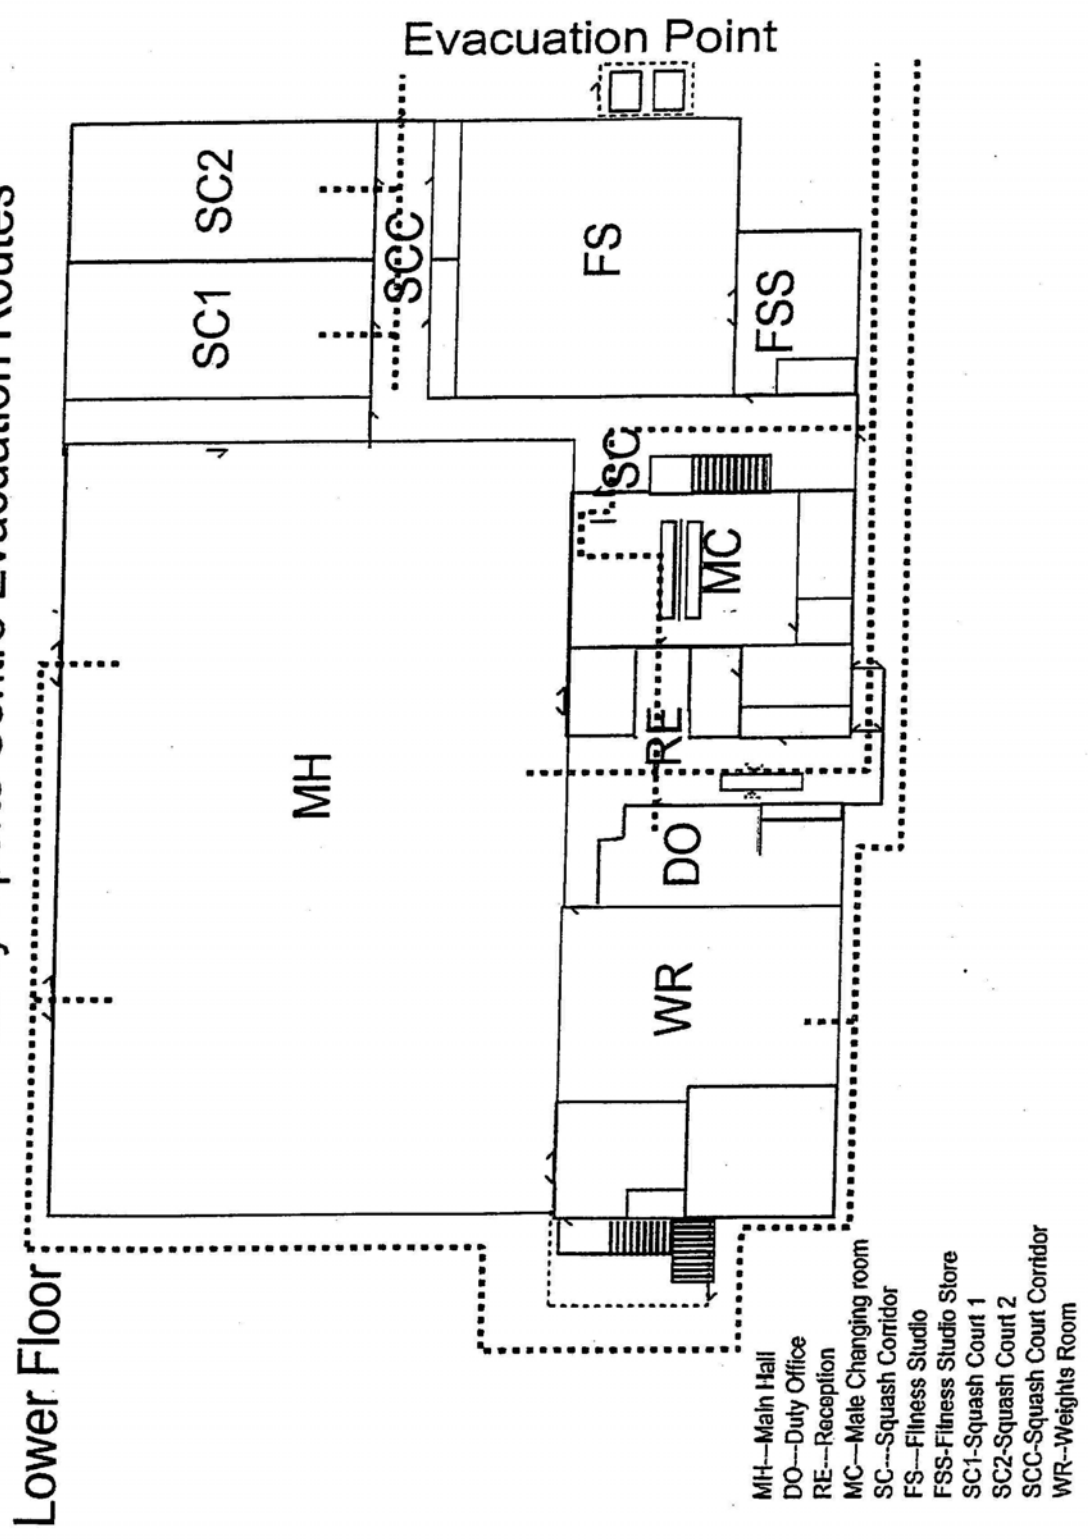 Evacuation Point
Evacuation Routes
Lower Floor
SC1
SC2
SCC
FS
FSS
MH
SC
MC
RE
DO
WR
MH---Main Hall
DO---Duty Office
RE---Reception
MC---Male Changing room
SC---Squash Corridor
FS---Fitness Studio
FSS-Fitness Studio Store
SC1-Squash Court 1
SC2-Squash Court 2
SCC-Squash Court Corridor
WR--Weights Room